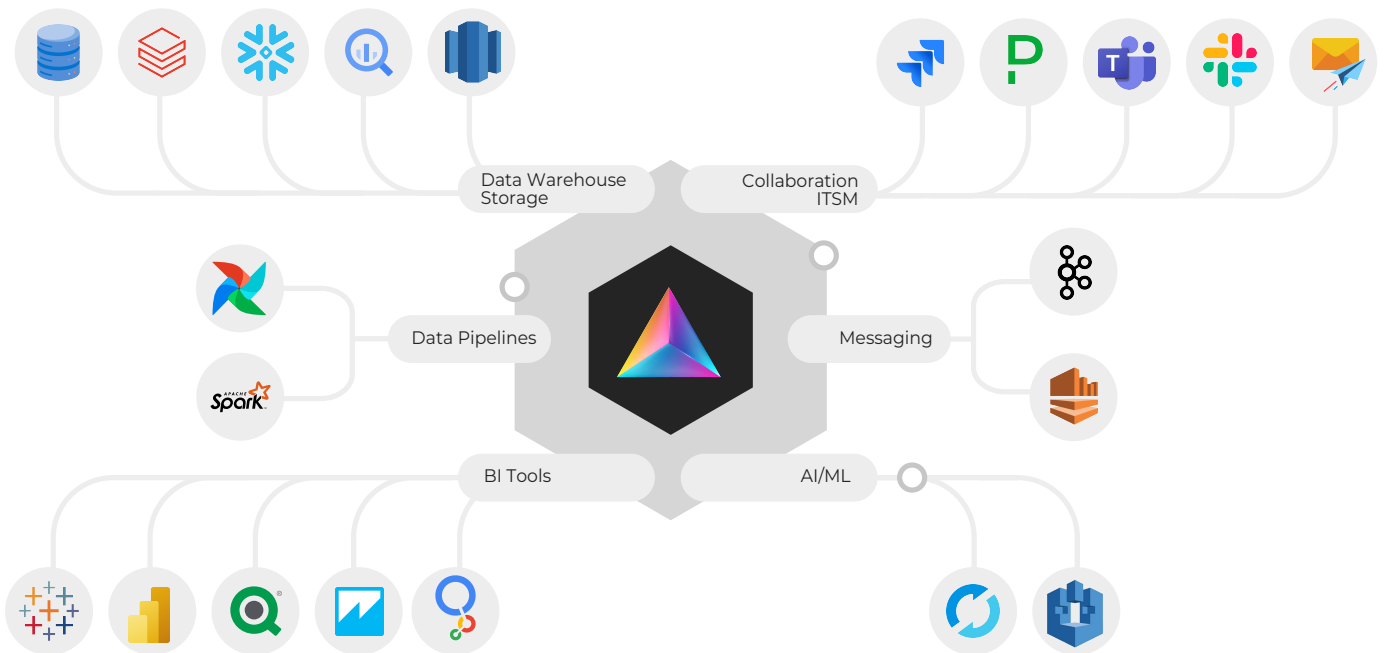 Data Warehouse
Storage
Collaboration
ITSM
P
T
Data Pipelines
Messaging
APACHE
Spark
BI Tools
AI/ML